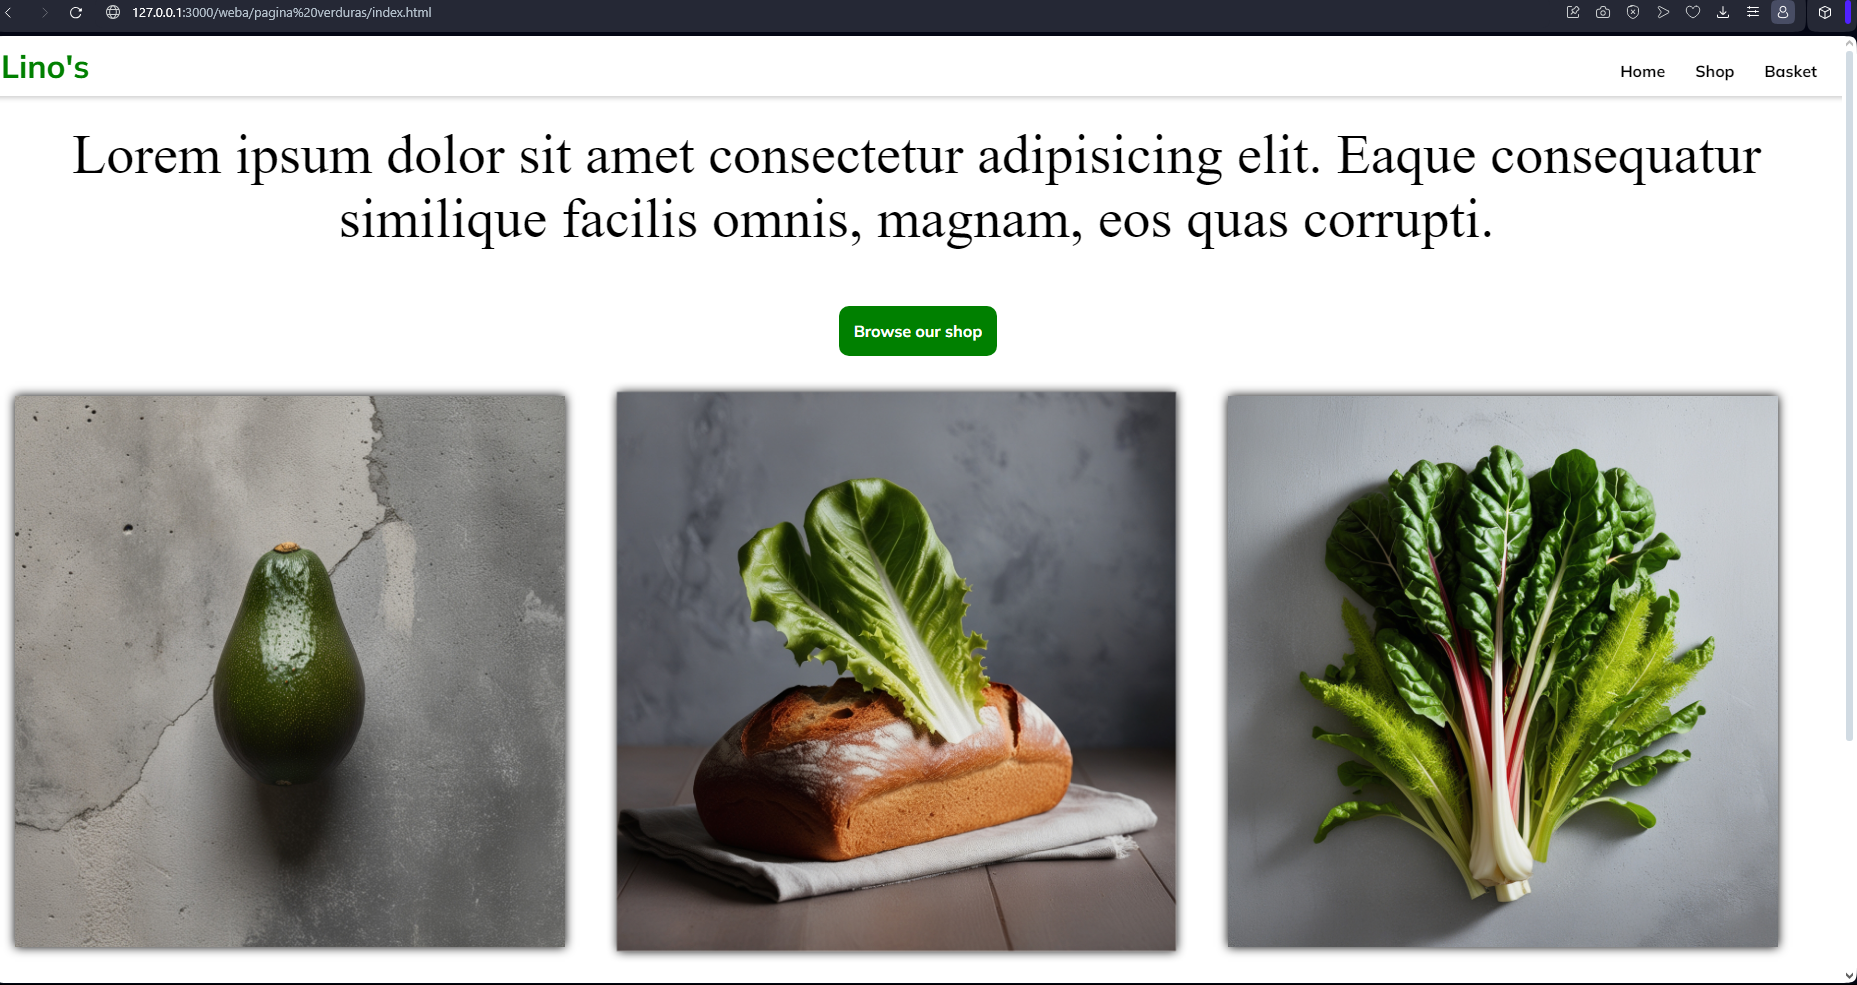 127.0.0.1:3000/weba/pagina%20verduras/index.html
Lino's
Home Shop Basket
Lorem ipsum dolor sit amet consectetur adipisicing elit. Eaque consequatur
similique facilis omnis, magnam, eos quas corrupti.
Browse our shop